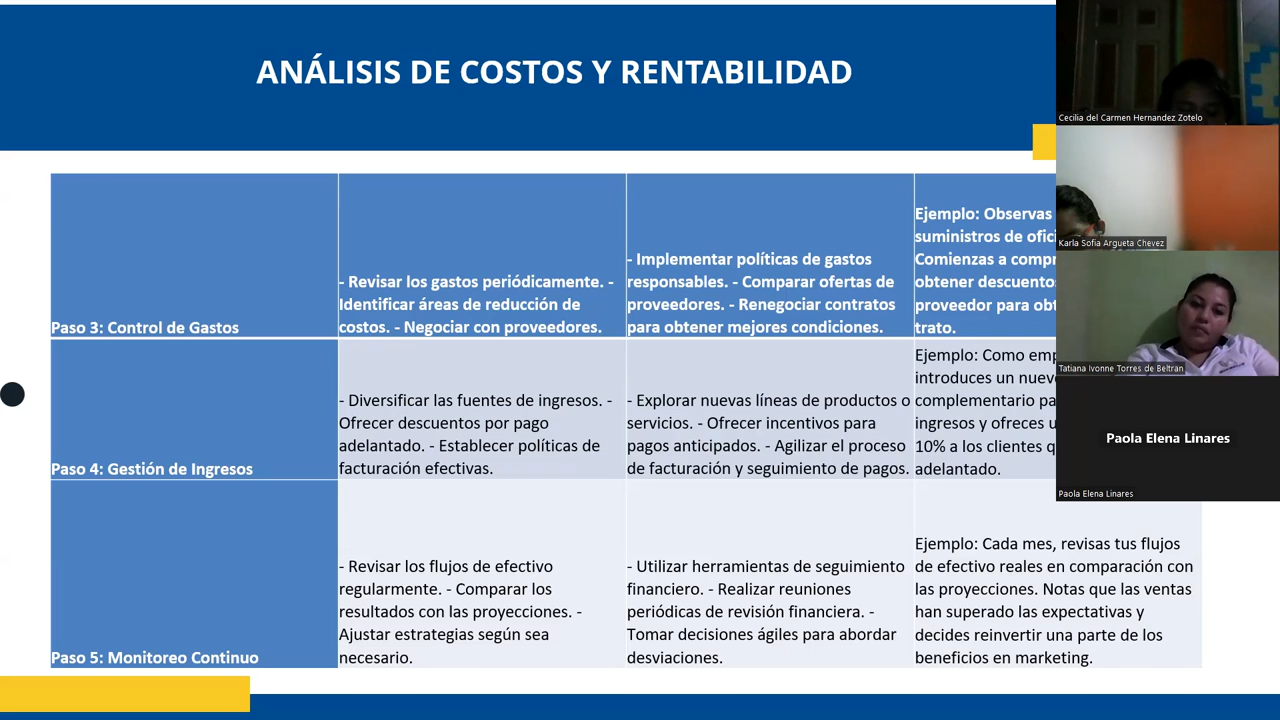 ANÁLISIS DE COSTOS Y RENTABILIDAD
Paso 3: Control de Gastos
- Revisar los gastos periódicamente. -
Identificar áreas de reducción de
costos. - Negociar con proveedores.
- Implementar políticas de gastos
responsables. - Comparar ofertas de
proveedores. - Renegociar contratos
para obtener mejores condiciones.
Ejemplo: Observas
suministros de
Comienzas a
obtener
proveedor para
trato.
Paso 4: Gestión de Ingresos
- Diversificar las fuentes de ingresos. -
Ofrecer descuentos por pago
adelantado. - Establecer políticas de
facturación efectivas.
- Explorar nuevas líneas de productos o
servicios. - Ofrecer incentivos para
pagos anticipados. - Agilizar el proceso
de facturación y seguimiento de pagos.
Ejemplo: Como
introduces un
complementario
ingresos y ofreces
10% a los clientes
adelantado.
Paso 5: Monitoreo Continuo
- Revisar los flujos de efectivo
regularmente. - Comparar los
resultados con las proyecciones. -
Ajustar estrategias según sea
necesario.
- Utilizar herramientas de seguimiento
financiero. - Realizar reuniones
periódicas de revisión financiera. -
Tomar decisiones ágiles para abordar
desviaciones.
Ejemplo: Cada mes, revisas tus flujos
de efectivo reales en comparación con
las proyecciones. Notas que las ventas
han superado las expectativas y
decides reinvertir una parte de los
beneficios en marketing.
Cecilia del Carmen Hernandez Zotelo
Karla Sofia Argueta Chevez
Tatiana Ivonne Torres de Beltran
Paola Elena Linares
Paola Elena Linares